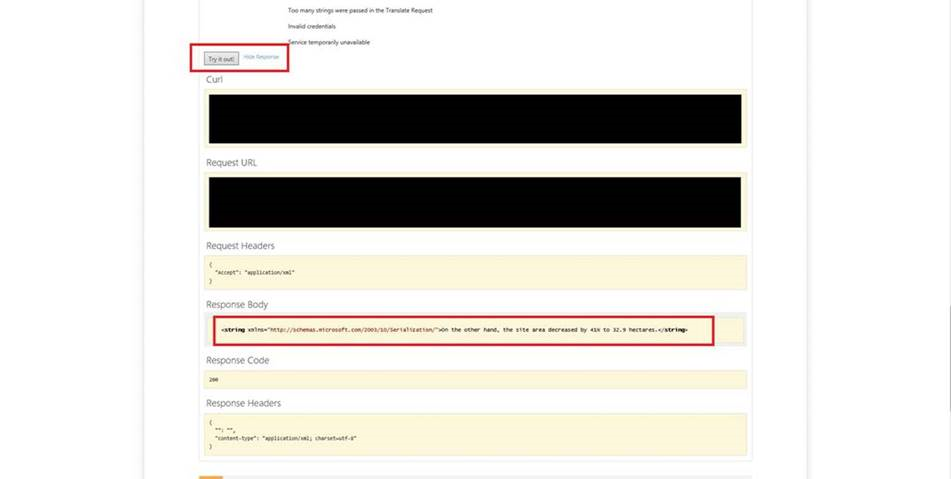 Too many strings were passed in the Translate Request
Invalid credentials
Service temporarily unavailable
Try it out!
Hide Response
Curl
Request URL
Request Headers
{
"Accept": "application/xml"
}
Response Body
<string xmlns="http://schemas.microsoft.com/2003/10/Serialization/">On the other hand, the site area decreased by 41% to 32.9 hectares.</string>
Response Code
200
Response Headers
{
"": "",
"content-type": "application/xml; charset=utf-8"
}